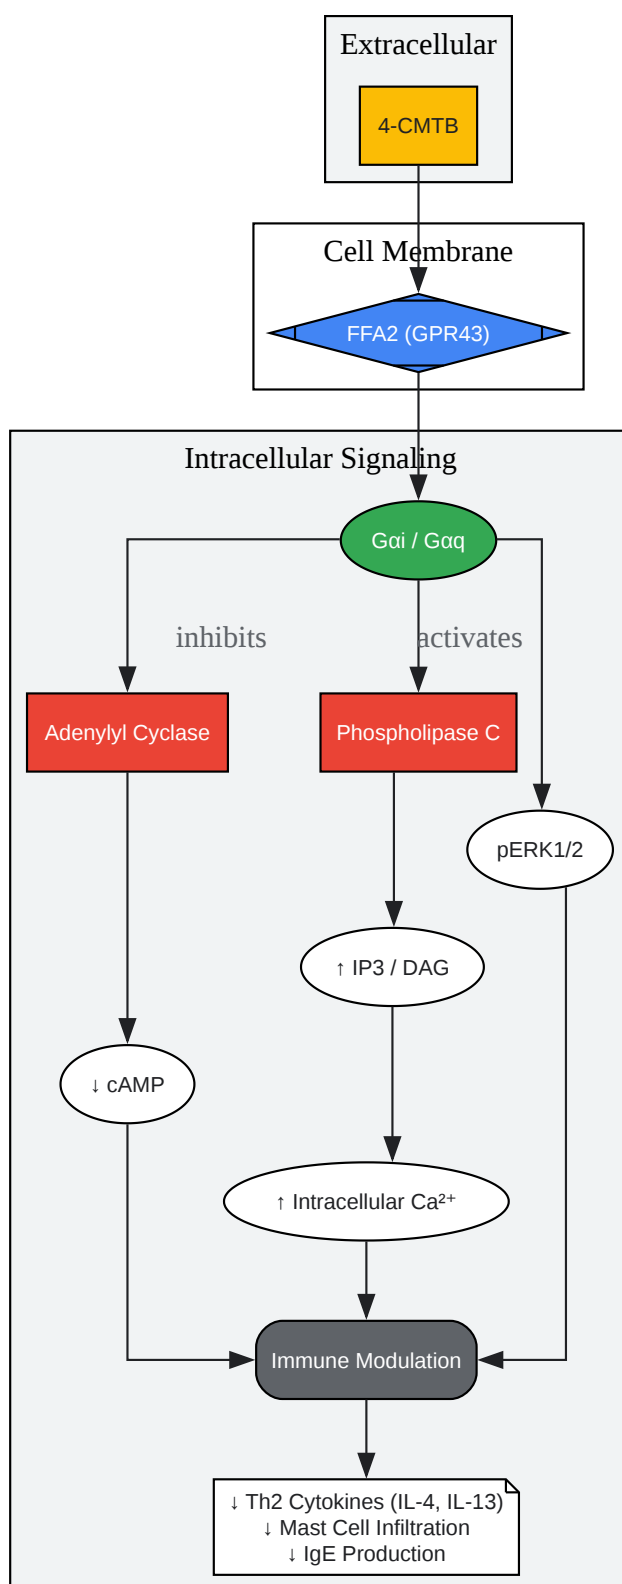 Extracellular
4-CMTB
Cell Membrane
FFA2 (GPR43)
Intracellular Signaling
Gαi / Gαq
inhibits
activates
Adenylyl Cyclase
Phospholipase C
pERK1/2
↑ IP3 / DAG
↓ cAMP
↑ Intracellular Ca²⁺
Immune Modulation
↓ Th2 Cytokines (IL-4, IL-13)
↓ Mast Cell Infiltration
↓ IgE Production